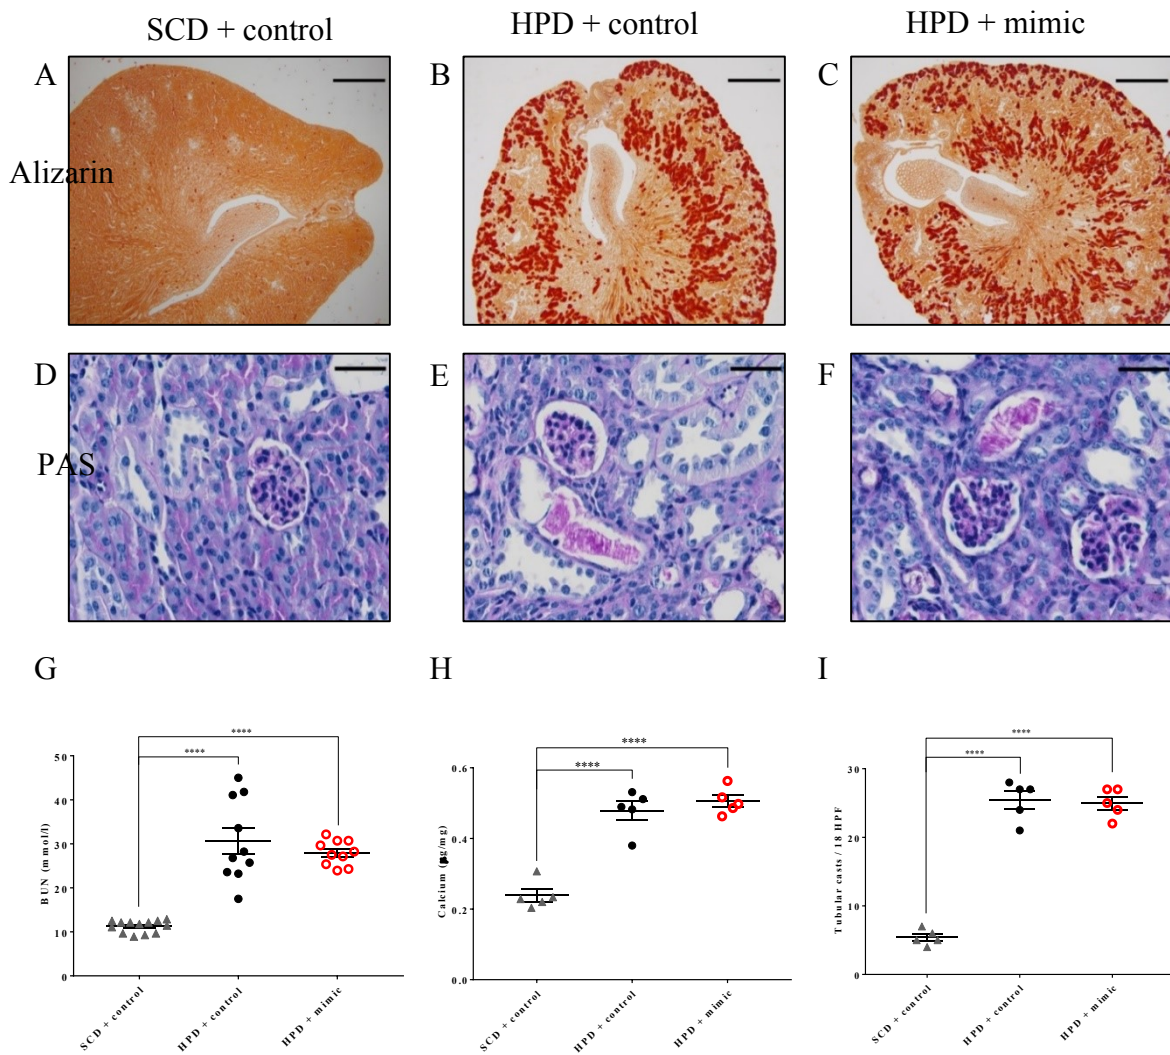 SCD + control
HPD + control
HPD + mimic
A
B
C
Alizarin
D
E
F
PAS
G
H
I
****
****
BUN (mmol/l)
50
40
30
20
10
0
SCD + control
HPD + control
HPD + mimic
****
****
Calcium (µg/mg)
0.6
0.4
0.2
0.0
SCD + control
HPD + control
HPD + mimic
****
****
Tubular casts / 18 HPF
30
20
10
0
SCD + control
HPD + control
HPD + mimic